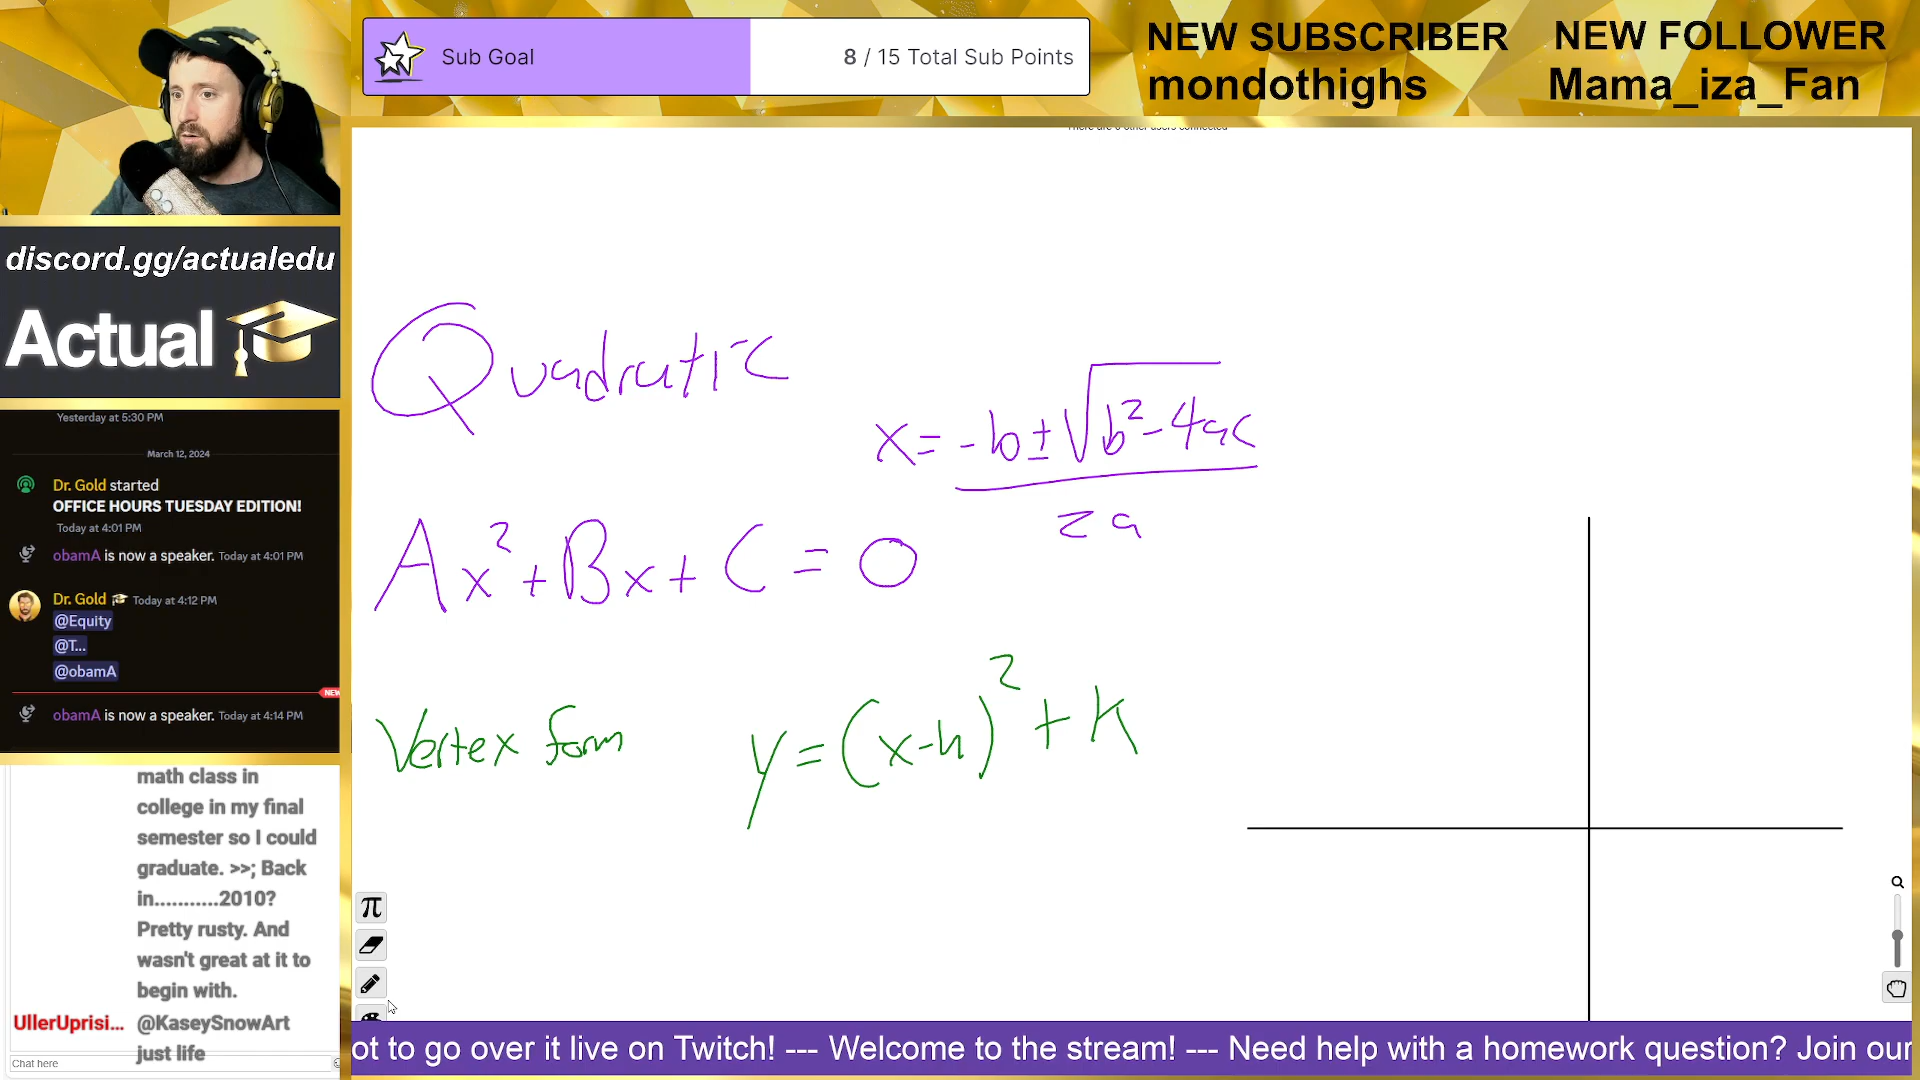 Sub Goal
8 / 15 Total Sub Points
NEW SUBSCRIBER
mondothighs
NEW FOLLOWER
Mama_iza_Fan
discord.gg/actualedu
Actual
Yesterday at 5:30 PM
March 12, 2024
Dr. Gold started
OFFICE HOURS TUESDAY EDITION!
Today at 4:01 PM
obamA is now a speaker. Today at 4:01 PM
Dr. Gold Today at 4:12 PM
@Equity
@T...
@obamA
NEW
obamA is now a speaker. Today at 4:14 PM
math class in
college in my final
semester so I could
graduate. >>; Back
in...........2010?
Pretty rusty. And
wasn't great at it to
begin with.
UllerUprisi... @KaseySnowArt
just life
Chat here
Quadratic
x = -b±√b²-4ac
2a
Ax²+Bx+C=0
Vertex form y=(x-h)²+k
π
ot to go over it live on Twitch! --- Welcome to the stream! --- Need help with a homework question? Join our